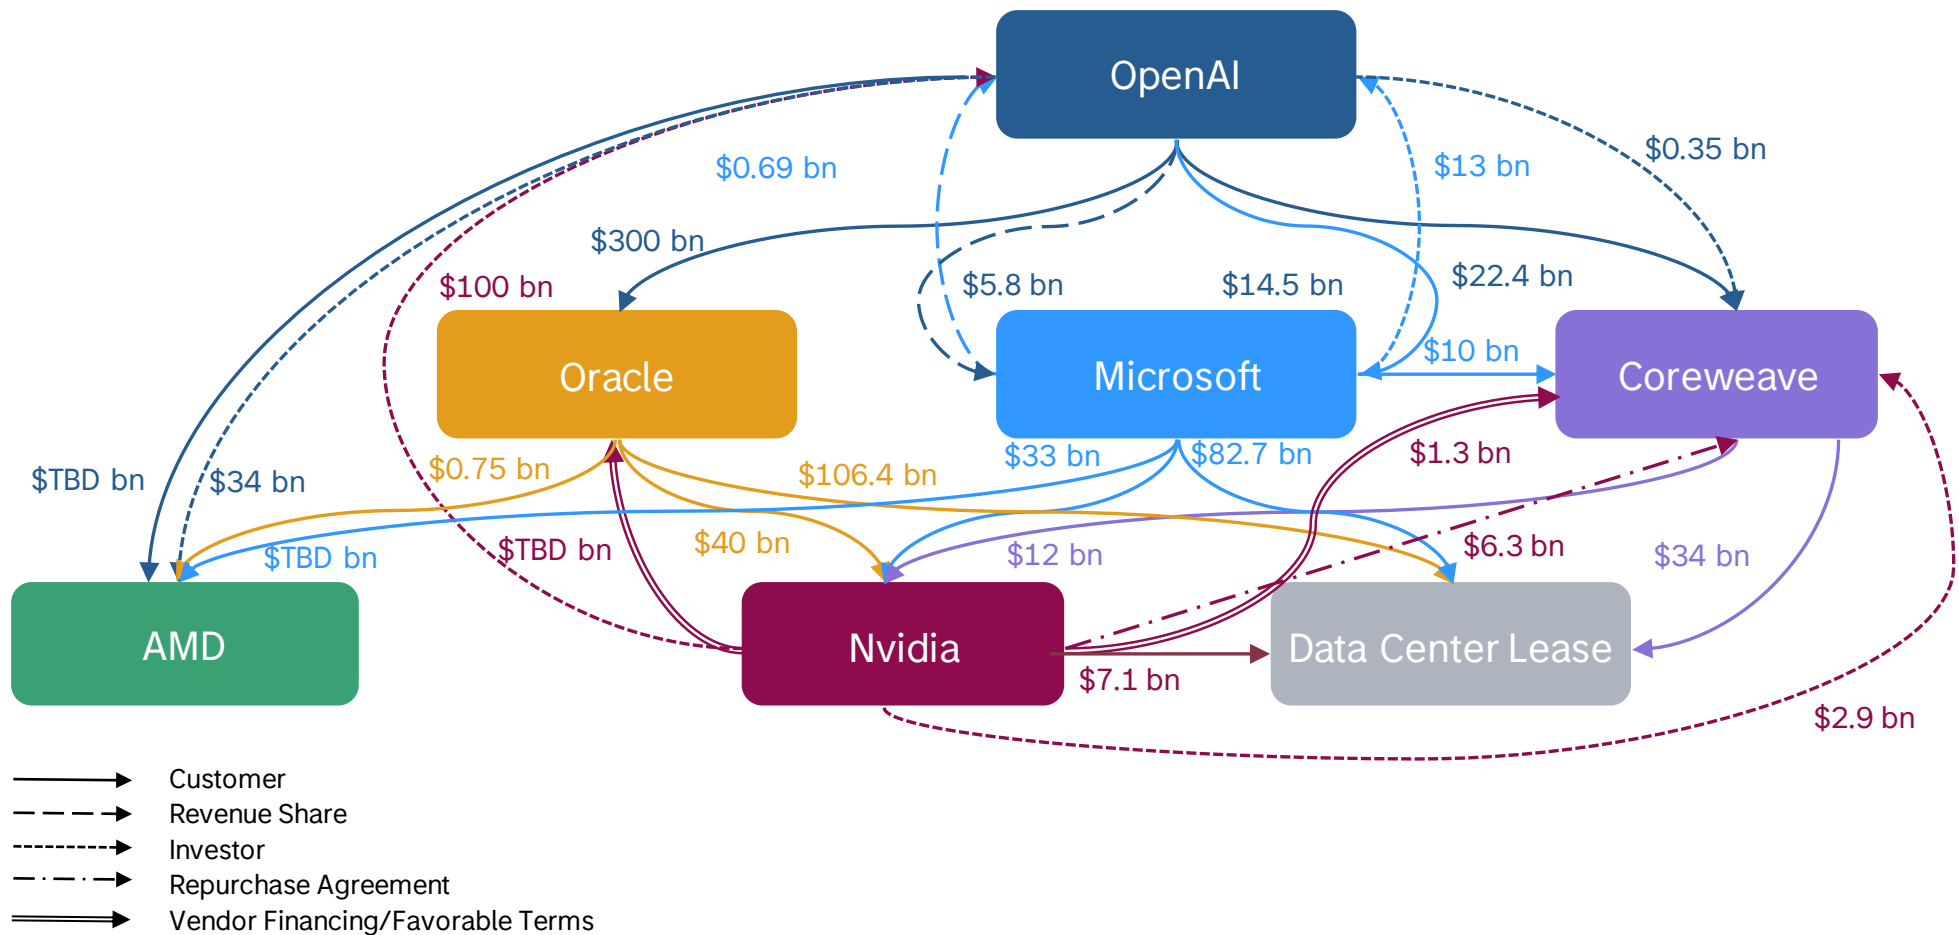 OpenAI
$0.69 bn
$13 bn
$0.35 bn
$300 bn
$100 bn
$5.8 bn
$14.5 bn
$22.4 bn
$10 bn
Oracle
Microsoft
Coreweave
$TBD bn
$34 bn
$0.75 bn
$106.4 bn
$33 bn
$82.7 bn
$1.3 bn
$TBD bn
$TBD bn
$40 bn
$12 bn
$6.3 bn
$34 bn
AMD
Nvidia
Data Center Lease
$7.1 bn
$2.9 bn
Customer
Revenue Share
Investor
Repurchase Agreement
Vendor Financing/Favorable Terms